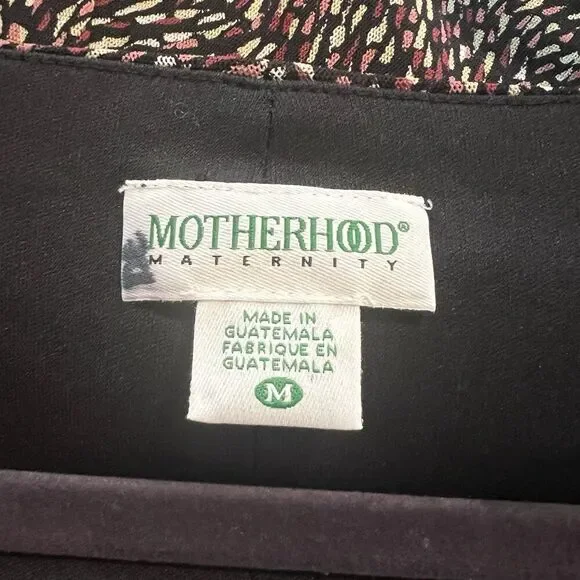 MOTHERHOOD®
MATERNITY
MADE IN
GUATEMALA
FABRIQUE EN
GUATEMALA
M